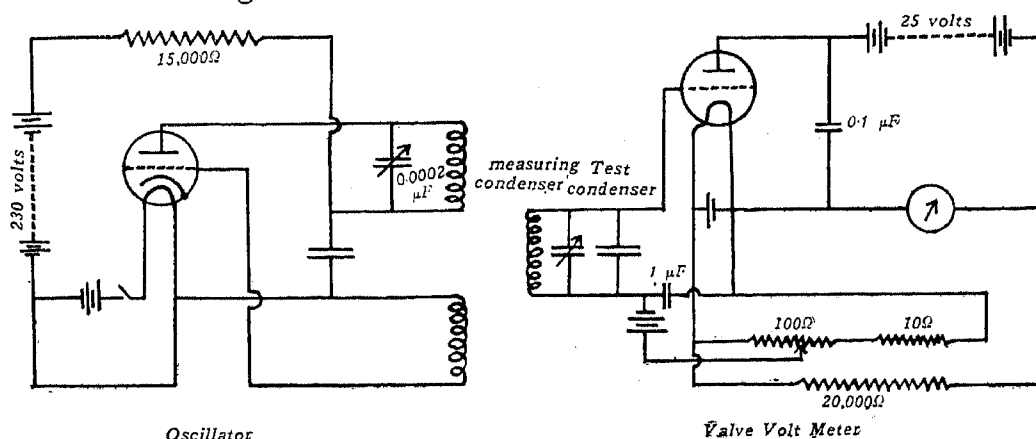 15,000Ω
230 volts
0.0002
μF
Oscillator
measuring Test
condenser condenser
25 volts
0·1 μF
1 μF
100Ω
10Ω
20,000Ω
Valve Volt Meter